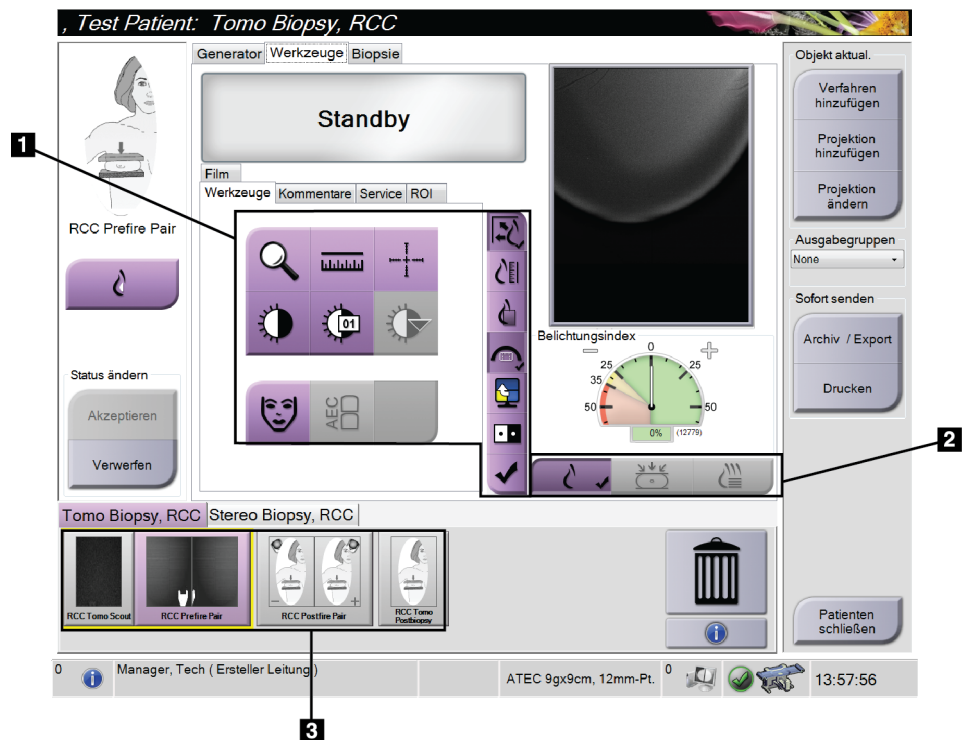 , Test Patient: Tomo Biopsy, RCC
Generator Werkzeuge Biopsie
Objekt aktual.
Verfahren
hinzufügen
Projektion
hinzufügen
Projektion
ändern
Standby
1
Film
Werkzeuge Kommentare Service ROI
RCC Prefire Pair
Ausgabegruppen
None
01
Sofort senden
Archiv / Export
Drucken
Belichtungsindex
0
25 25
35
50 50
0% (12779)
Status ändern
Akzeptieren
Verwerfen
AEC
2
Tomo Biopsy, RCC Stereo Biopsy, RCC
RCC Tomo Scout
RCC Prefire Pair
RCC Postfire Pair
RCC Tomo
Postbiopsy
Patienten
schließen
0 Manager, Tech ( Ersteller Leitung ) ATEC 9gx9cm, 12mm-Pt. 0 13:57:56
3